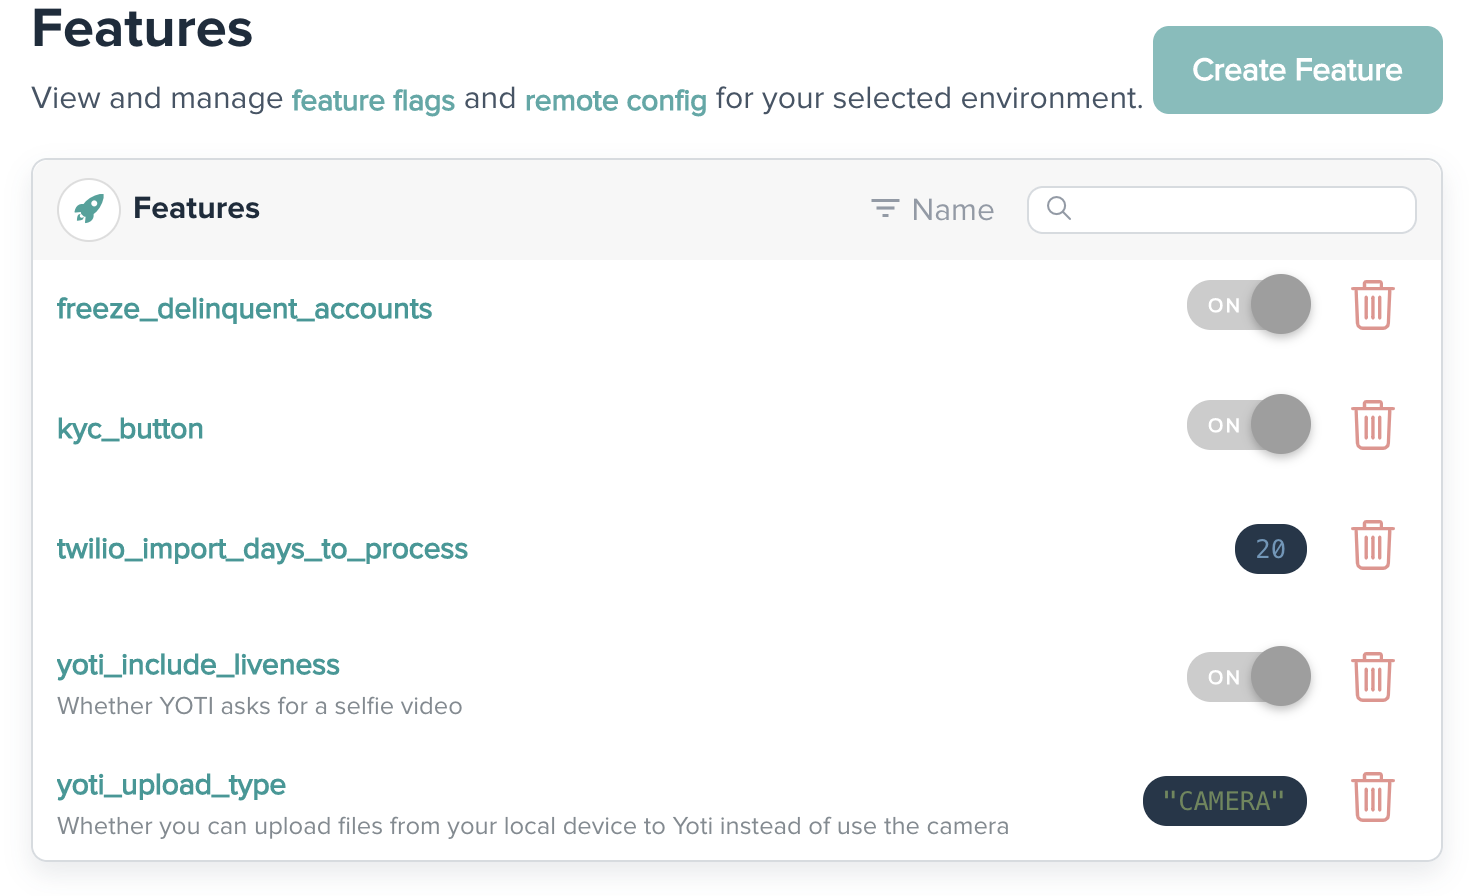 Features
View and manage feature flags and remote config for your selected environment.
Create Feature
Features
Name
freeze_delinquent_accounts
ON
kyc_button
ON
twilio_import_days_to_process
20
yoti_include_liveness
ON
Whether YOTI asks for a selfie video
yoti_upload_type
"CAMERA"
Whether you can upload files from your local device to Yoti instead of use the camera